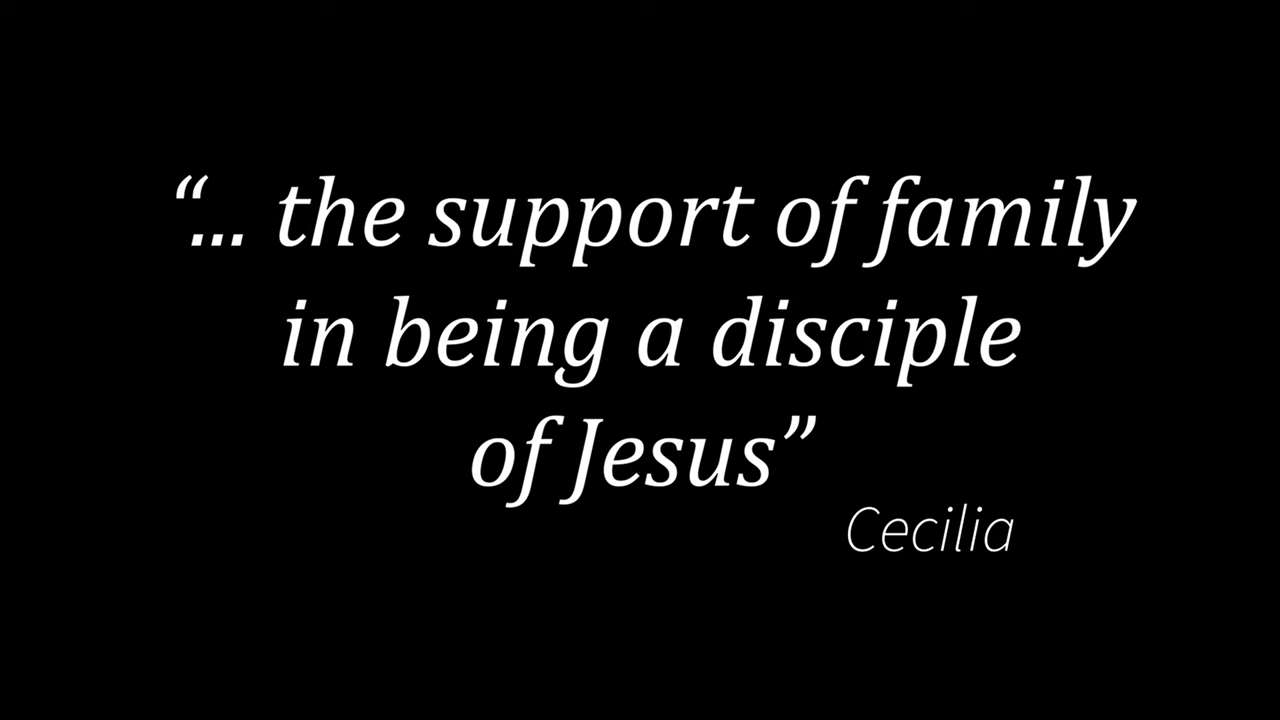 “... the support of family
in being a disciple
of Jesus”
Cecilia